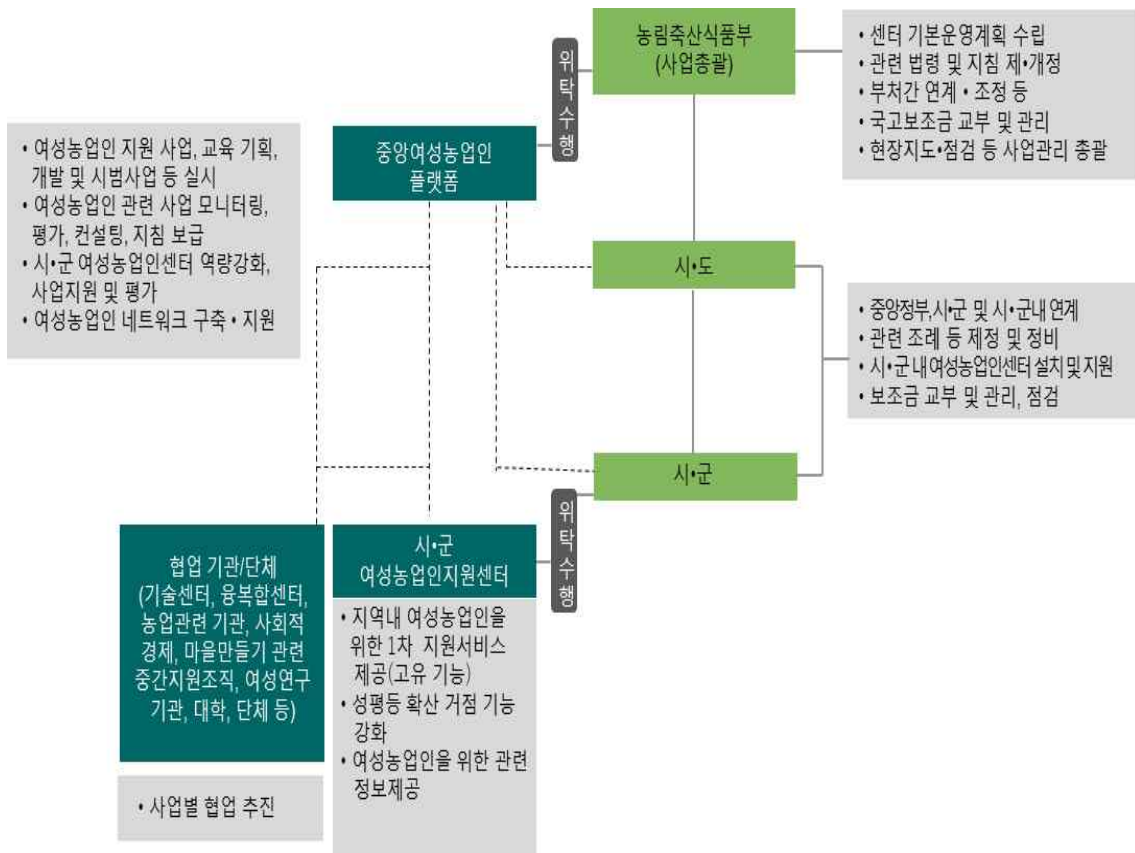 농림축산식품부
(사업총괄)
• 센터 기본운영계획 수립
• 관련 법령 및 지침 제•개정
• 부처간 연계 • 조정 등
• 국고보조금 교부 및 관리
• 현장지도•점검 등 사업관리 총괄
위탁수행
중앙여성농업인
플랫폼
• 여성농업인 지원 사업, 교육 기획,
개발 및 시범사업 등 실시
• 여성농업인 관련 사업 모니터링,
평가, 컨설팅, 지침 보급
• 시•군 여성농업인센터 역량강화,
사업지원 및 평가
• 여성농업인 네트워크 구축 • 지원
시•도
• 중앙정부,시•군 및 시•군내 연계
• 관련 조례 등 제정 및 정비
• 시•군 내 여성농업인센터 설치 및 지원
• 보조금 교부 및 관리, 점검
시•군
위탁수행
협업 기관/단체
(기술센터, 융복합센터,
농업관련 기관, 사회적
경제, 마을만들기 관련
중간지원조직, 여성연구
기관, 대학, 단체 등)
• 사업별 협업 추진
시•군
여성농업인지원센터
• 지역내 여성농업인을
위한 1차 지원서비스
제공(고유 기능)
• 성평등 확산 거점 기능
강화
• 여성농업인을 위한 관련
정보제공